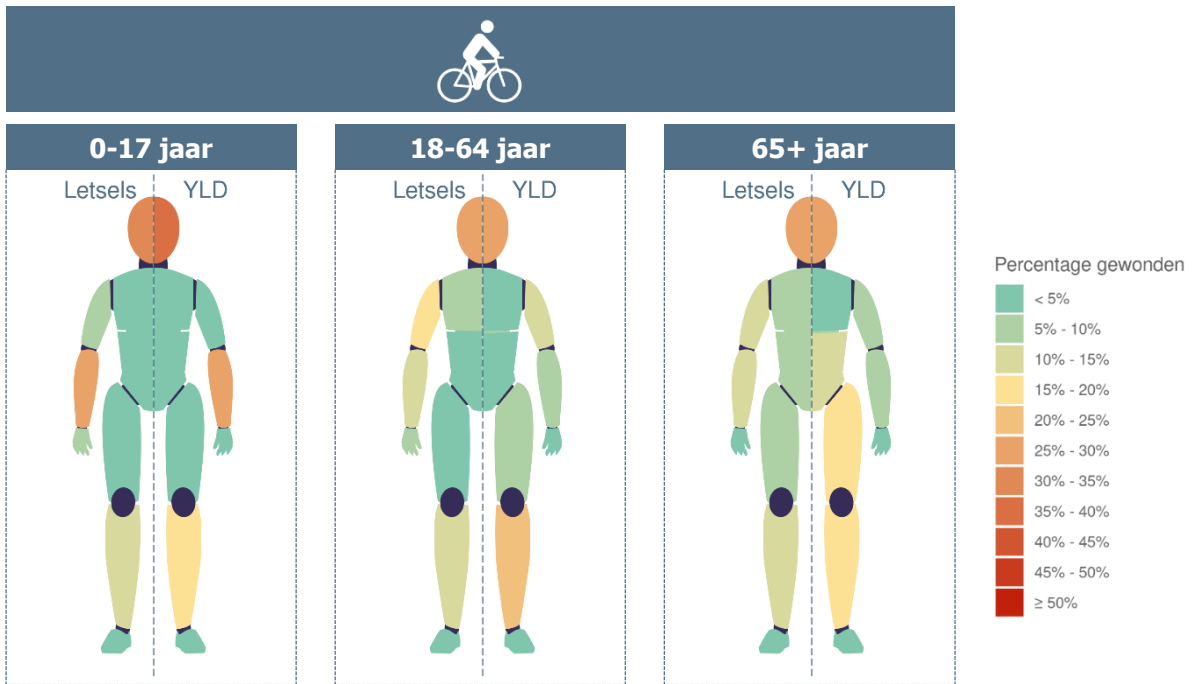 0-17 jaar
18-64 jaar
65+ jaar
Letsels YLD
Letsels YLD
Letsels YLD
Percentage gewonden
< 5%
5% - 10%
10% - 15%
15% - 20%
20% - 25%
25% - 30%
30% - 35%
35% - 40%
40% - 45%
45% - 50%
≥ 50%